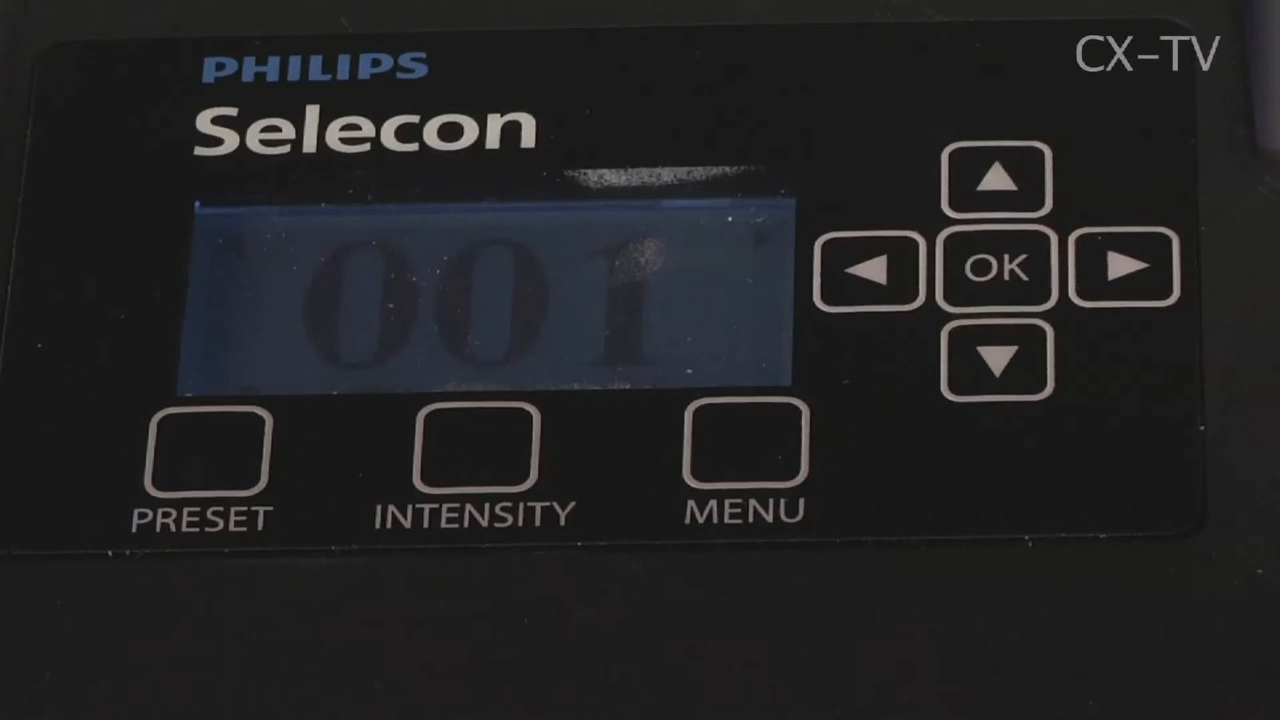 CX-TV
PHILIPS
Selecon
001
OK
PRESET
INTENSITY
MENU